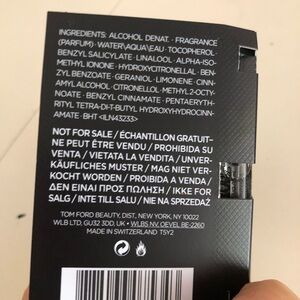 INGREDIENTS: ALCOHOL DENAT. · FRAGRANCE
(PARFUM) · WATER\AQUA\EAU · TOCOPHEROL ·
BENZYL SALICYLATE · LINALOOL · ALPHA-ISO-
METHYL IONONE · HYDROXYCITRONELLAL · BEN-
ZYL BENZOATE · GERANIOL · LIMONENE · CINN-
AMYL ALCOHOL · CITRONELLOL · METHYL 2-OCTY-
NOATE · BENZYL CINNAMATE · PENTAERYTH-
RITYL TETRA-DI-T-BUTYL HYDROXYHYDROCINN-
AMATE · BHT <ILN43233>
NOT FOR SALE / ÉCHANTILLON GRATUIT-
NE PEUT ÊTRE VENDU / PROHIBIDA SU
VENTA / VIETATA LA VENDITA / UNVER-
KÄUFLICHES MUSTER / MAG NIET VER-
KOCHT WORDEN / PROIBIDA A VENDA /
ΔΕΝ ΕΙΝΑΙ ΠΡΟΣ ΠΩΛΗΣΗ / IKKE FOR
SALG / INTE TILL SALU / NIE NA SPRZEDAŻ
TOM FORD BEAUTY, DIST, NEW YORK, NY 10022
WLB LTD, GU32 3DD, UK · WLBS NV, OEVEL BE-2260
MADE IN SWITZERLAND T5Y2